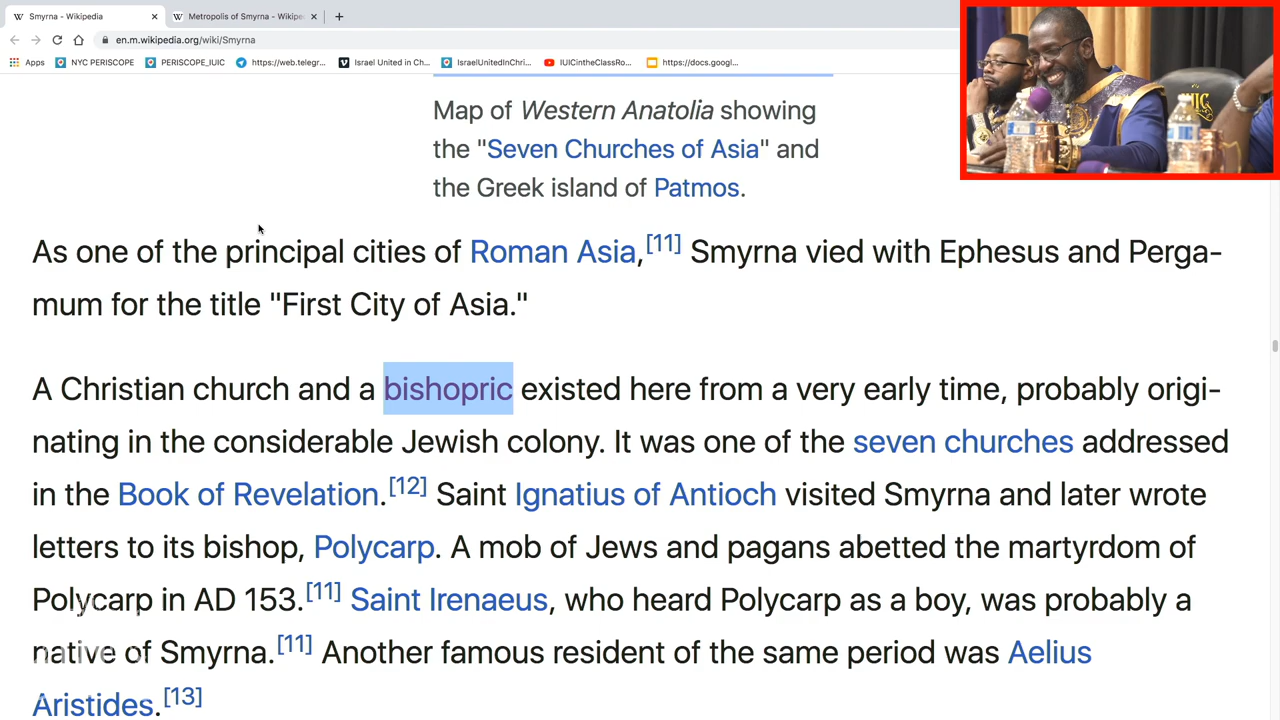 Smyrna - Wikipedia
Metropolis of Smyrna - Wikipe
en.m.wikipedia.org/wiki/Smyrna
Apps NYC PERISCOPE PERISCOPE_IUIC https://web.telegr... Israel United in Ch... IsraelUnitedInChri... IUICintheClassRo... https://docs.googl...
Map of Western Anatolia showing
the "Seven Churches of Asia" and
the Greek island of Patmos.
As one of the principal cities of Roman Asia,[11] Smyrna vied with Ephesus and Perga-
mum for the title "First City of Asia."
A Christian church and a bishopric existed here from a very early time, probably origi-
nating in the considerable Jewish colony. It was one of the seven churches addressed
in the Book of Revelation.[12] Saint Ignatius of Antioch visited Smyrna and later wrote
letters to its bishop, Polycarp. A mob of Jews and pagans abetted the martyrdom of
Polycarp in AD 153.[11] Saint Irenaeus, who heard Polycarp as a boy, was probably a
native of Smyrna.[11] Another famous resident of the same period was Aelius
Aristides.[13]